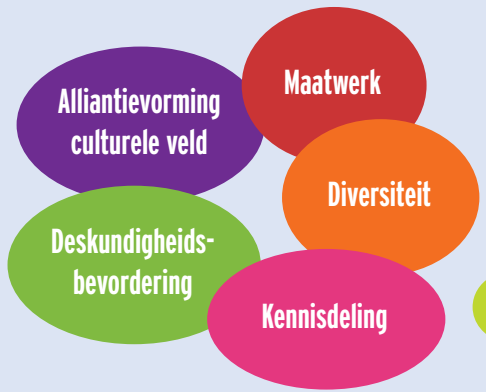 Alliantievorming
culturele veld
Maatwerk
Diversiteit
Deskundigheids-
bevordering
Kennisdeling